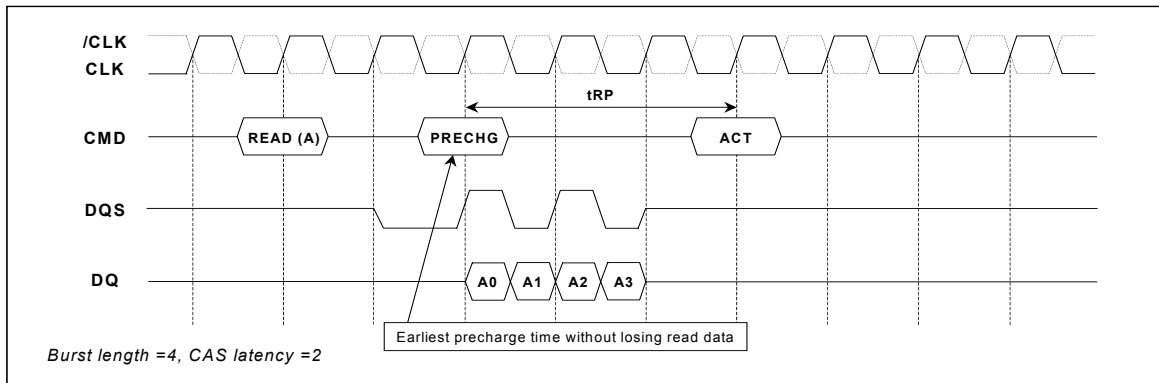 /CLK
CLK
tRP
CMD
READ (A)
PRECHG
ACT
DQS
DQ
A0
A1
A2
A3
Earliest precharge time without losing read data
Burst length =4, CAS latency =2